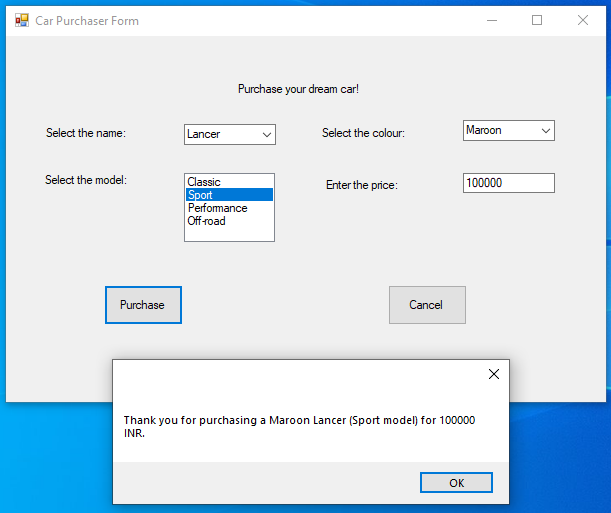 Car Purchaser Form
Purchase your dream car!
Select the name:
Lancer
Select the colour:
Maroon
Select the model:
Classic
Sport
Performance
Off-road
Enter the price:
100000
Purchase
Cancel
Thank you for purchasing a Maroon Lancer (Sport model) for 100000
INR.
OK